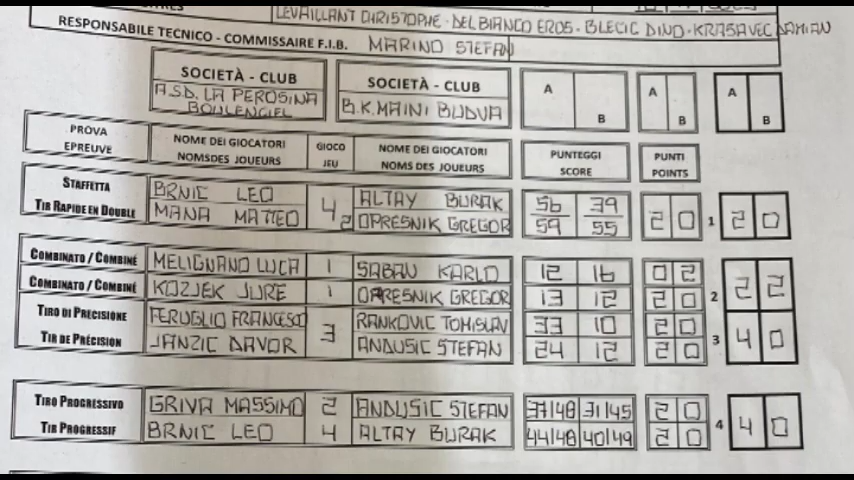 LEVAILLANT CHRISTOPHE - DEL BIANCO EROS - BLECIC DINO - KRASAVEC DAMIAN
RESPONSABILE TECNICO - COMMISSAIRE F.I.B. MARINO STEFAN
SOCIETÀ - CLUB SOCIETÀ - CLUB A B A B A B
A.S.D. LA PEROSINA B.K. MAINI BUDVA
BOULENCIEL
PROVA NOME DEI GIOCATORI GIOCO NOME DEI GIOCATORI PUNTEGGI PUNTI
EPREUVE NOMSDES JOUEURS JEU NOMS DES JOUEURS SCORE POINTS
STAFFETTA BRNIC LEO 4 ALTAY BURAK 56 39 2 0 1 2 0
TIR RAPIDE EN DOUBLE MANA MATTEO 2 OPRESNIK GREGOR 59 55
COMBINATO / COMBINÉ MELIGNANO LUCA 1 SABAN KARLO 12 16 0 2
COMBINATO / COMBINÉ KOZJEK JURE 1 OPRESNIK GREGOR 13 12 2 0 2 2 2
TIRO DI PRECISIONE FERUGLIO FRANCESCO 3 RANKOVIC TOMISLAV 33 10 2 0
TIR DE PRÉCISION JANZIC DAVOR ANDUSIC STEFAN 24 12 2 0 3 4 0
TIRO PROGRESSIVO GRIVA MASSIMO 2 ANDUSIC STEFAN 37/48 31/45 2 0
TIR PROGRESSIF BRNIC LEO 4 ALTAY BURAK 44/48 40/49 2 0 4 4 0